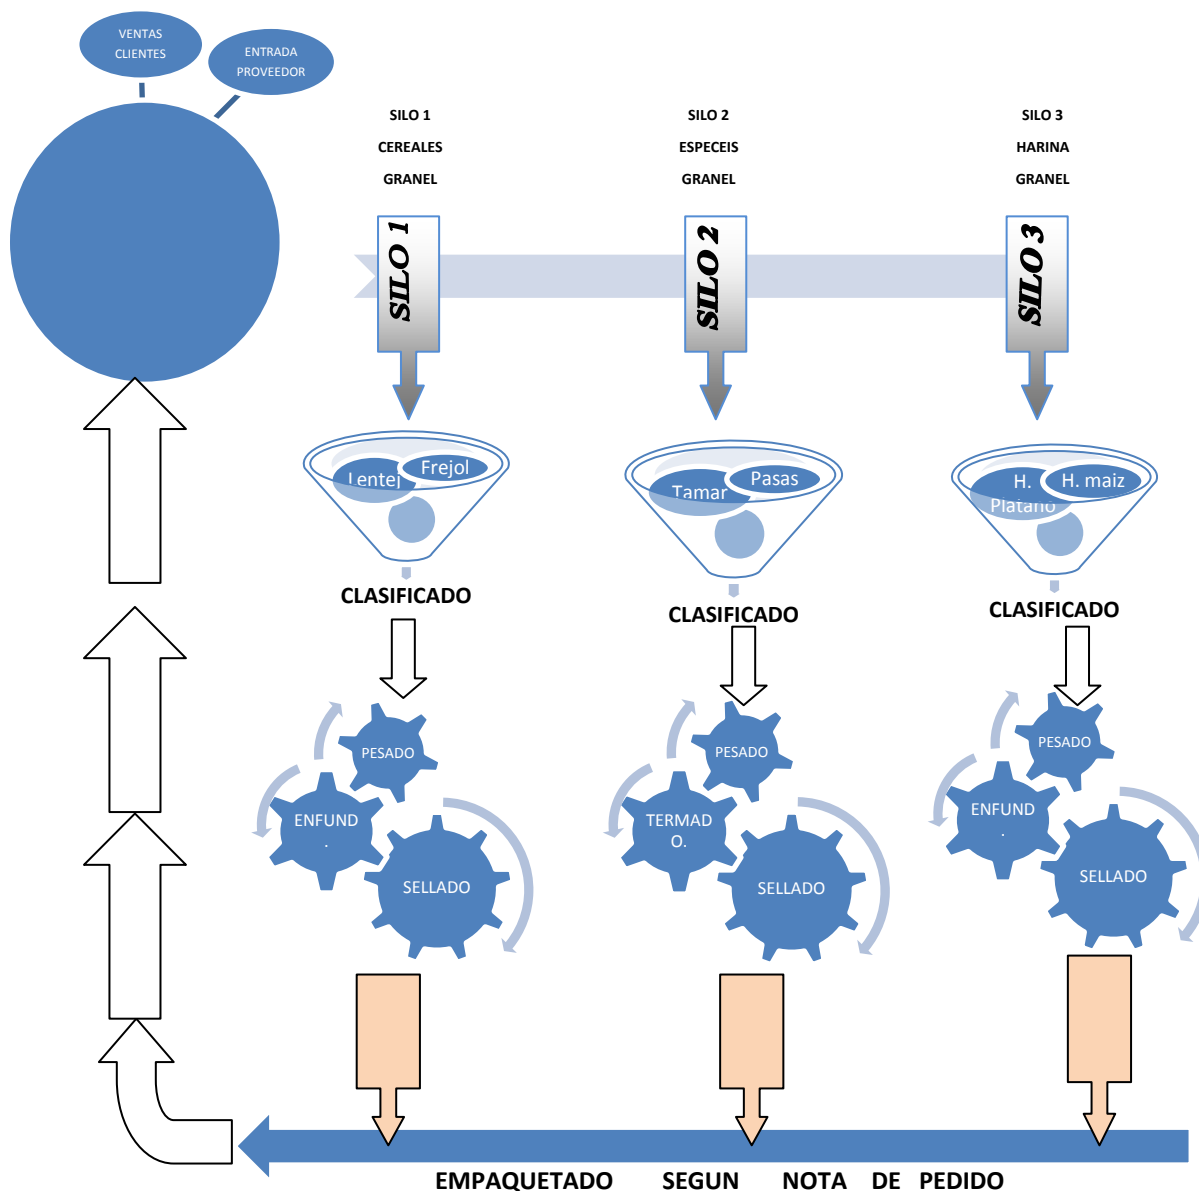 VENTAS
CLIENTES
ENTRADA
PROVEEDOR
SILO 1
CEREALES
GRANEL
SILO 2
ESPECEIS
GRANEL
SILO 3
HARINA
GRANEL
SILO 1
SILO 2
SILO 3
Lentej
Frejol
Tamar
Pasas
H.
Platano
H. maiz
CLASIFICADO
CLASIFICADO
CLASIFICADO
PESADO
ENFUND
.
SELLADO
PESADO
TERMAD
O.
SELLADO
PESADO
ENFUND
.
SELLADO
EMPAQUETADO SEGUN NOTA DE PEDIDO